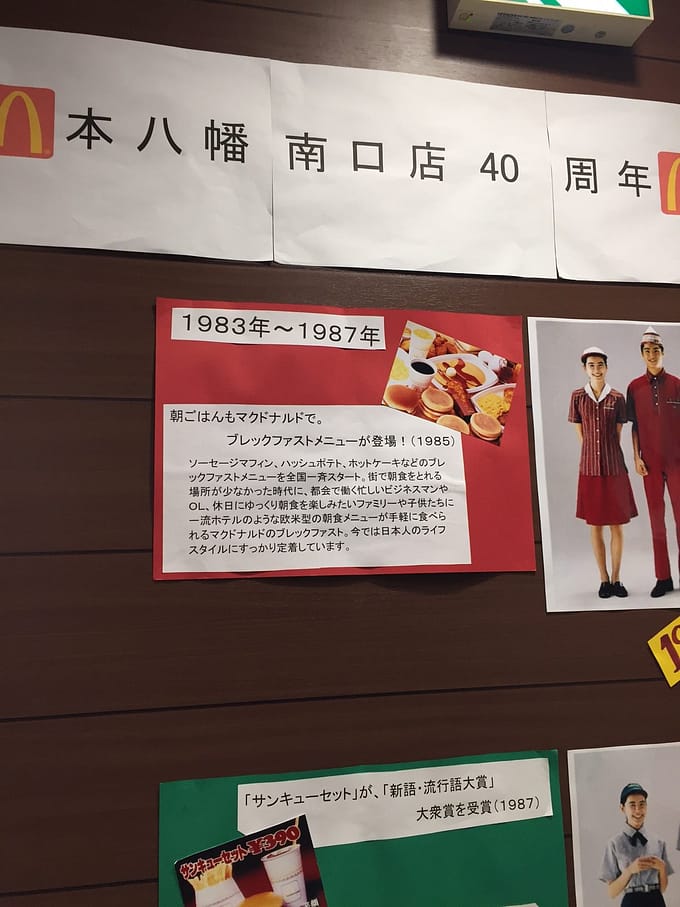 本八幡 南口店 40 周年
1983年～1987年
朝ごはんもマクドナルドで。
ブレックファストメニューが登場！（1985）
ソーセージマフィン、ハッシュポテト、ホットケーキなどのブレ
ックファストメニューを全国一斉スタート。街で朝食をとれる
場所が少なかった時代に、都会で働く忙しいビジネスマンや
OL、休日にゆっくり朝食を楽しみたいファミリーや子供たちに
一流ホテルのような欧米型の朝食メニューが手軽に食べら
れるマクドナルドのブレックファスト。今では日本人のライフ
スタイルにすっかり定着しています。
「サンキューセット」が、「新語・流行語大賞」
大衆賞を受賞（1987）
サンキューセット ¥390